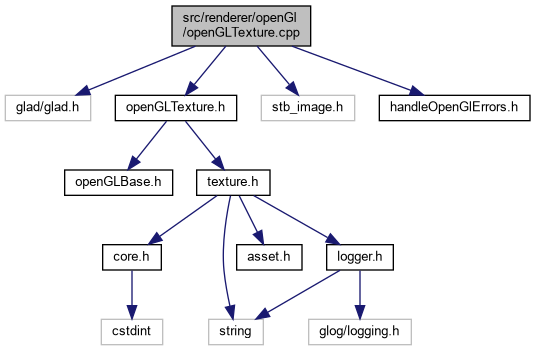 src/renderer/openGl
/openGLTexture.cpp
glad/glad.h
openGLTexture.h
stb_image.h
handleOpenGlErrors.h
openGLBase.h
texture.h
core.h
asset.h
logger.h
cstdint
string
glog/logging.h